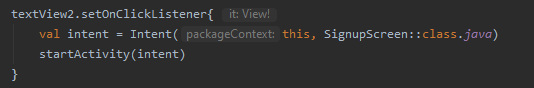 textView2.setOnClickListener{ it: View!
val intent = Intent( packageContext: this, SignupScreen::class.java)
startActivity(intent)
}